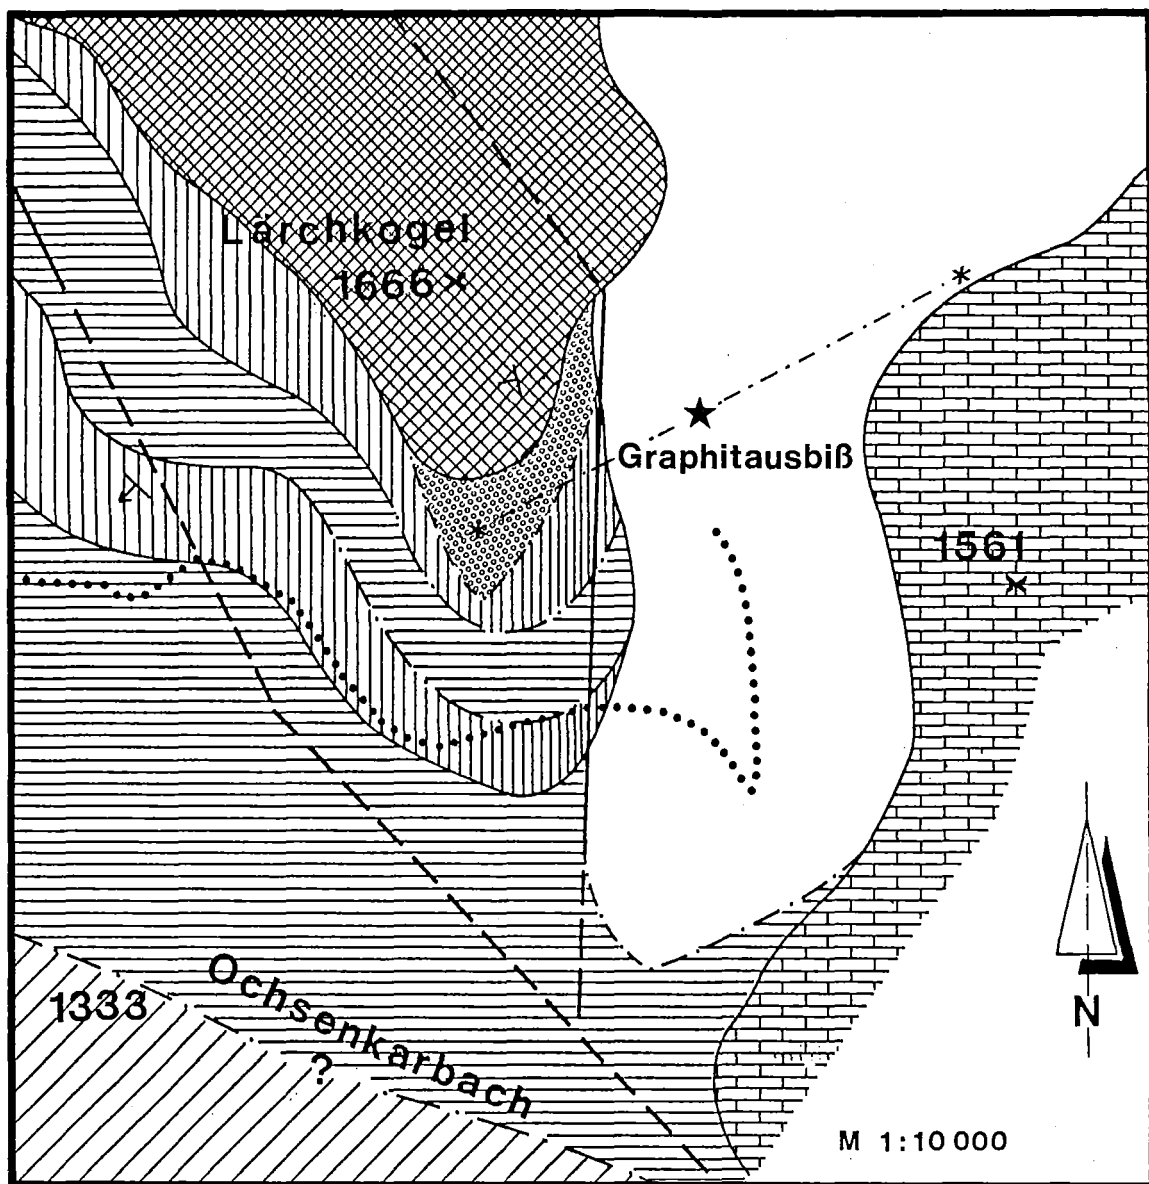 Lärchkogel
1666
Graphitausbiß
1561
1333
Ochsenkarbach
?
N
M 1:10 000